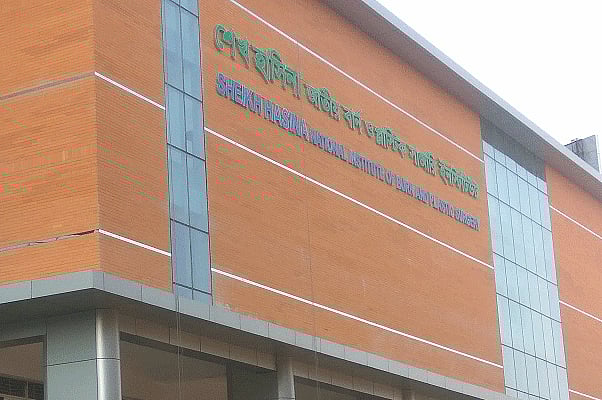 শেখ হাসিনা জাতীয় বার্ন ও প্লাস্টিক সার্জারি ইনস্টিটিউট
SHEIKH HASINA NATIONAL INSTITUTE OF BURN AND PLASTIC SURGERY